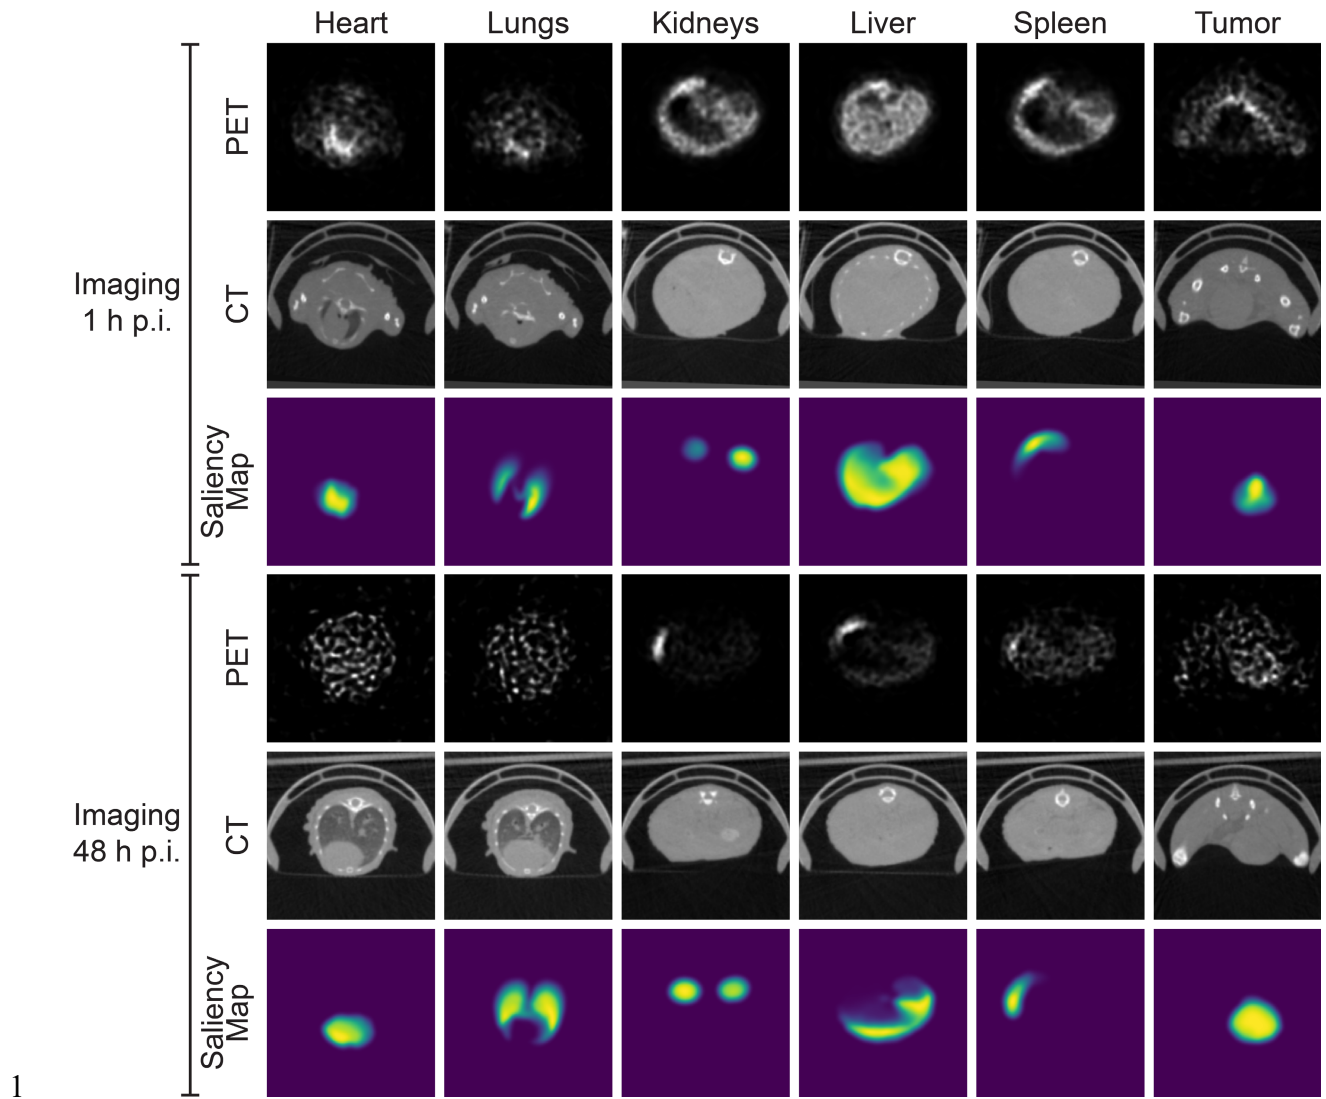 Heart Lungs Kidneys Liver Spleen Tumor
PET
CT
Imaging
1 h p.i.
Saliency
Map
PET
CT
Imaging
48 h p.i.
Saliency
Map
1